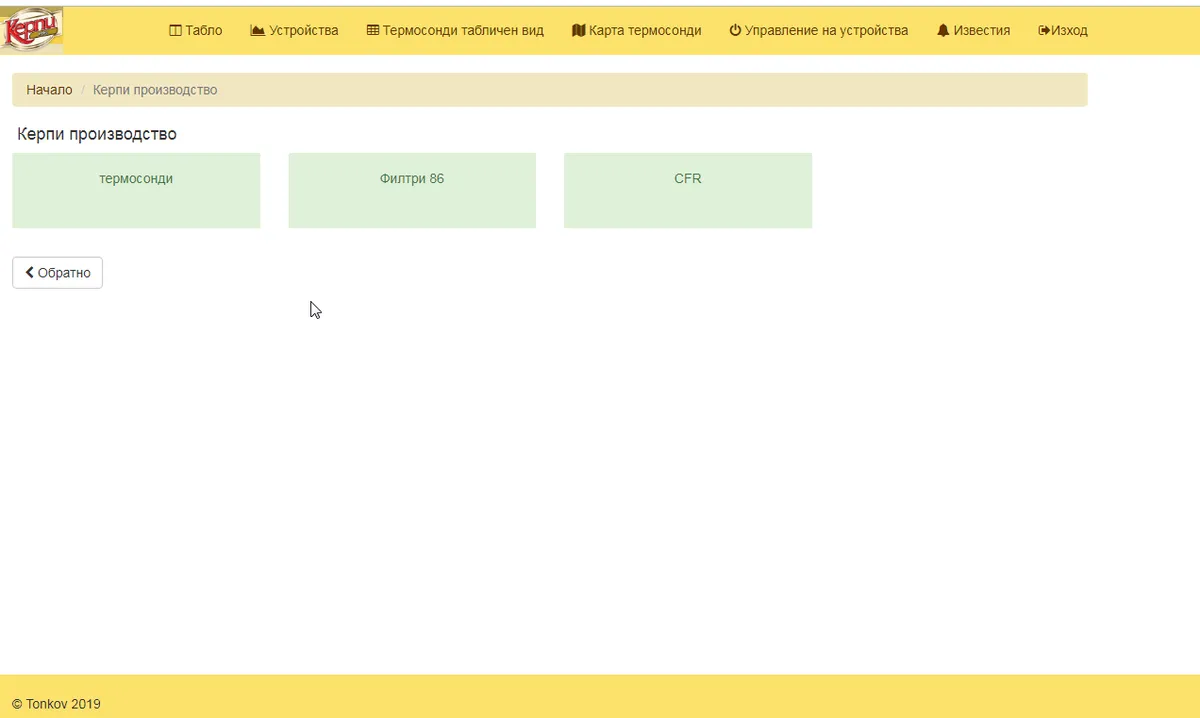 Керпи
Табло Устройства Термосонди табличен вид Карта термосонди Управление на устройства Известия Изход
Начало / Керпи производство
Керпи производство
термосонди Филтри 86 CFR
Обратно
© Tonkov 2019